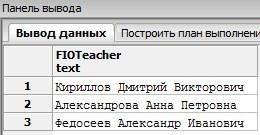 Панель вывода
Вывод данных
Построить план выполнени
FIOTeacher
text
1 Кириллов Дмитрий Викторович
2 Александрова Анна Петровна
3 Федосеев Александр Иванович